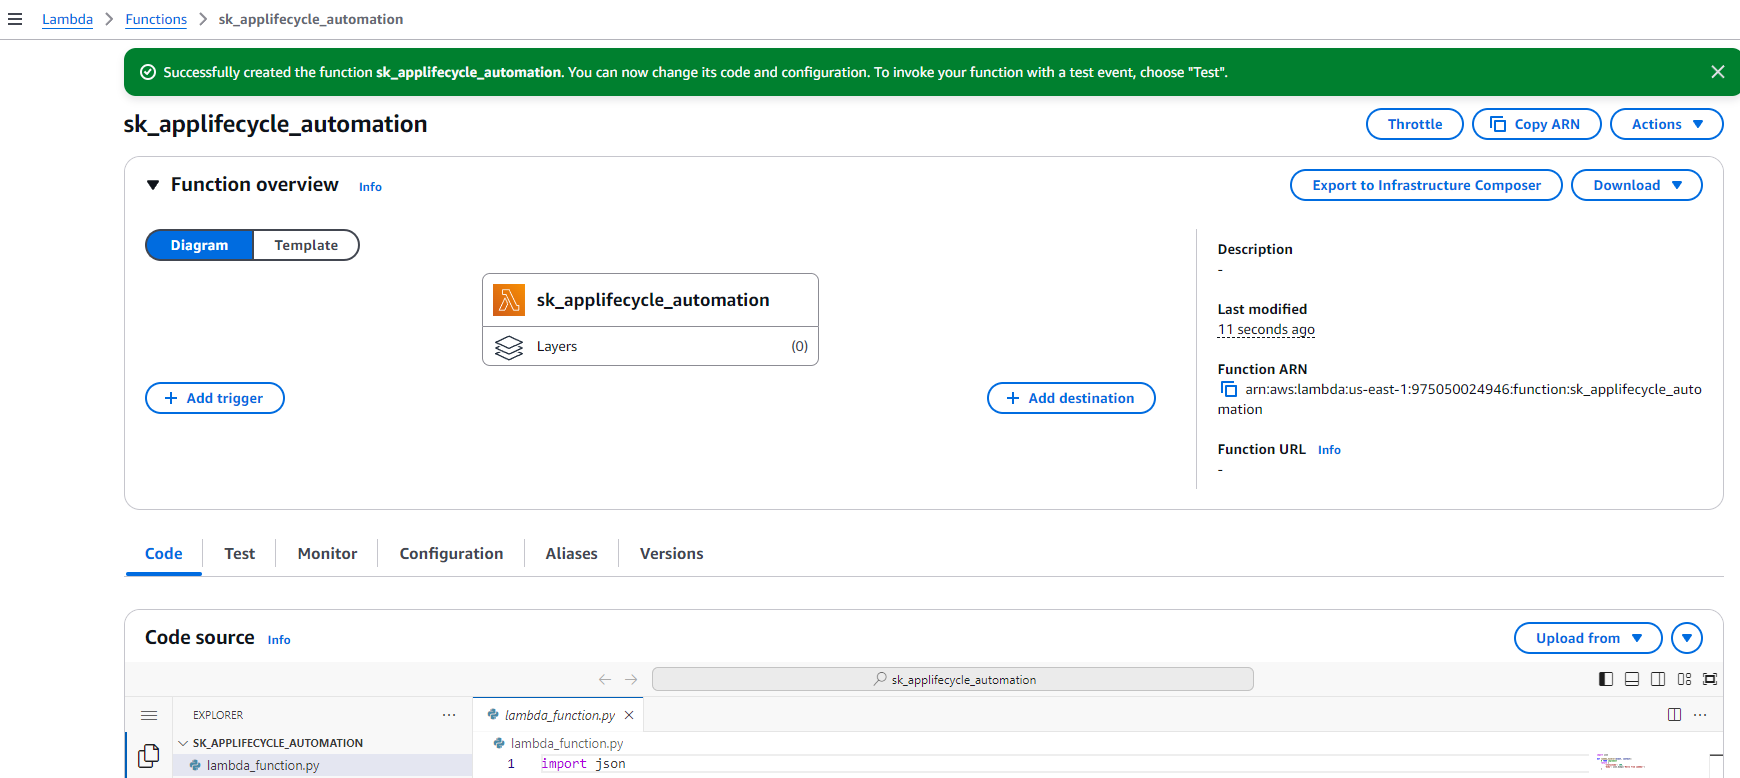 Lambda > Functions > sk_applifecycle_automation
Successfully created the function sk_applifecycle_automation. You can now change its code and configuration. To invoke your function with a test event, choose "Test".
sk_applifecycle_automation
Throttle
Copy ARN
Actions
Function overview Info
Export to Infrastructure Composer
Download
Diagram
Template
sk_applifecycle_automation
Layers (0)
+ Add trigger
+ Add destination
Description
-
Last modified
11 seconds ago
Function ARN
arn:aws:lambda:us-east-1:975050024946:function:sk_applifecycle_auto
mation
Function URL Info
-
Code
Test
Monitor
Configuration
Aliases
Versions
Code source Info
Upload from
sk_applifecycle_automation
EXPLORER
SK_APPLIFECYCLE_AUTOMATION
lambda_function.py
lambda_function.py
lambda_function.py
1 import json